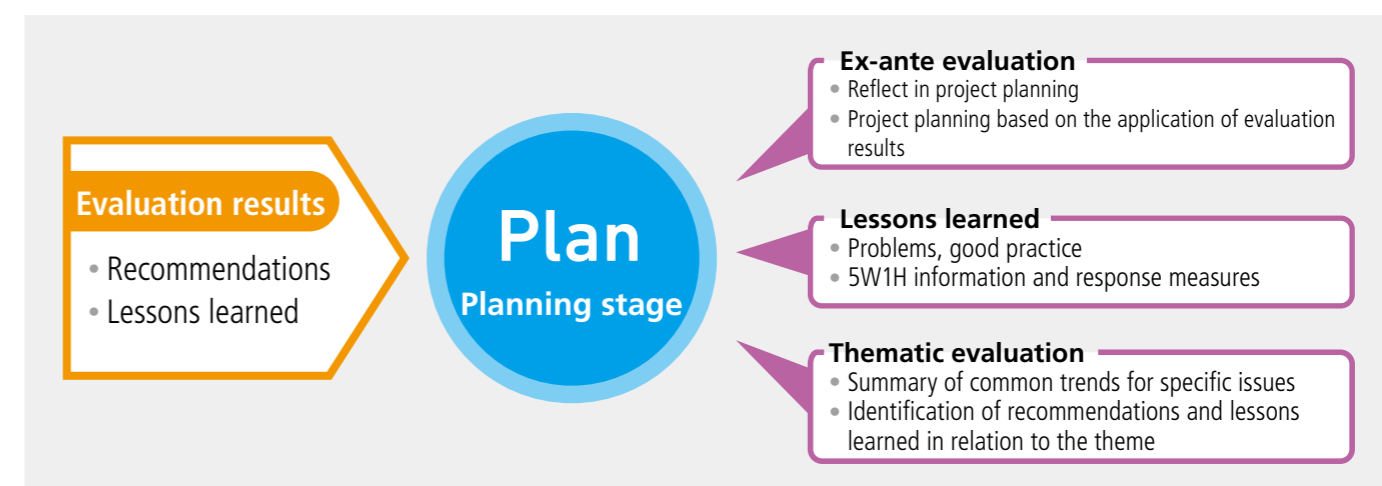 Evaluation results
• Recommendations
• Lessons learned
Plan
Planning stage
Ex-ante evaluation
• Reflect in project planning
• Project planning based on the application of evaluation
results
Lessons learned
• Problems, good practice
• 5W1H information and response measures
Thematic evaluation
• Summary of common trends for specific issues
• Identification of recommendations and lessons
learned in relation to the theme